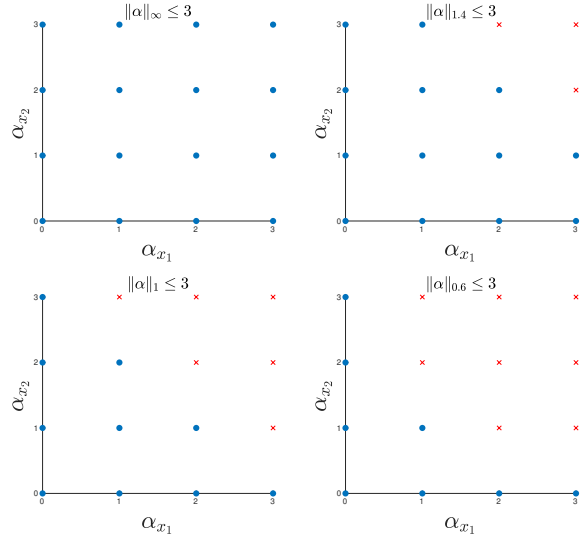 ‖α‖∞ ≤ 3
3
2
1
0
0 1 2 3
α_{x_2}
α_{x_1}
‖α‖_{1.4} ≤ 3
3
2
1
0
0 1 2 3
α_{x_2}
α_{x_1}
‖α‖_1 ≤ 3
3
2
1
0
0 1 2 3
α_{x_2}
α_{x_1}
‖α‖_{0.6} ≤ 3
3
2
1
0
0 1 2 3
α_{x_2}
α_{x_1}